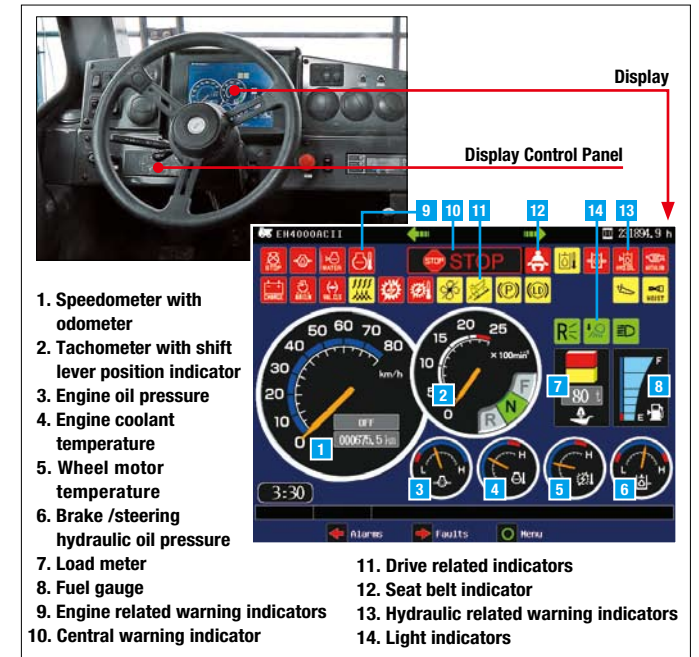 Display
Display Control Panel
9 10 11 12 14 13
EH4000ACII
231894.9 h
STOP
WATER
STOP STOP
CHARGE
(P) (LD)
HOIST
1. Speedometer with
odometer
2. Tachometer with shift
lever position indicator
3. Engine oil pressure
4. Engine coolant
temperature
5. Wheel motor
temperature
6. Brake /steering
hydraulic oil pressure
7. Load meter
8. Fuel gauge
9. Engine related warning indicators
10. Central warning indicator
0 10 20 30 40 50 60 70 80
km/h
OFF
000675.5 km
1
0 5 10 15 20 25
x 100min¹
R N F
2
R
7
80 t
F
E
8
L H
3
H
4
H
5
L H
6
3:30
Alarms Faults Menu
11. Drive related indicators
12. Seat belt indicator
13. Hydraulic related warning indicators
14. Light indicators